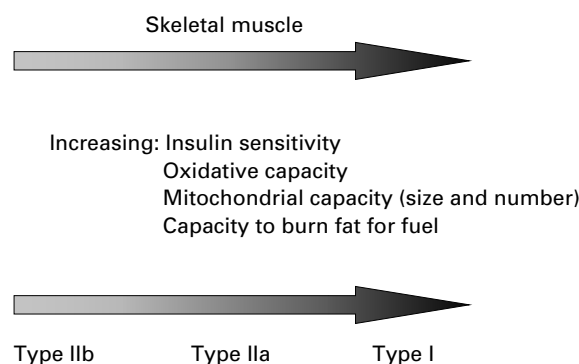 Skeletal muscle
Increasing: Insulin sensitivity
Oxidative capacity
Mitochondrial capacity (size and number)
Capacity to burn fat for fuel
Type IIb Type IIa Type I